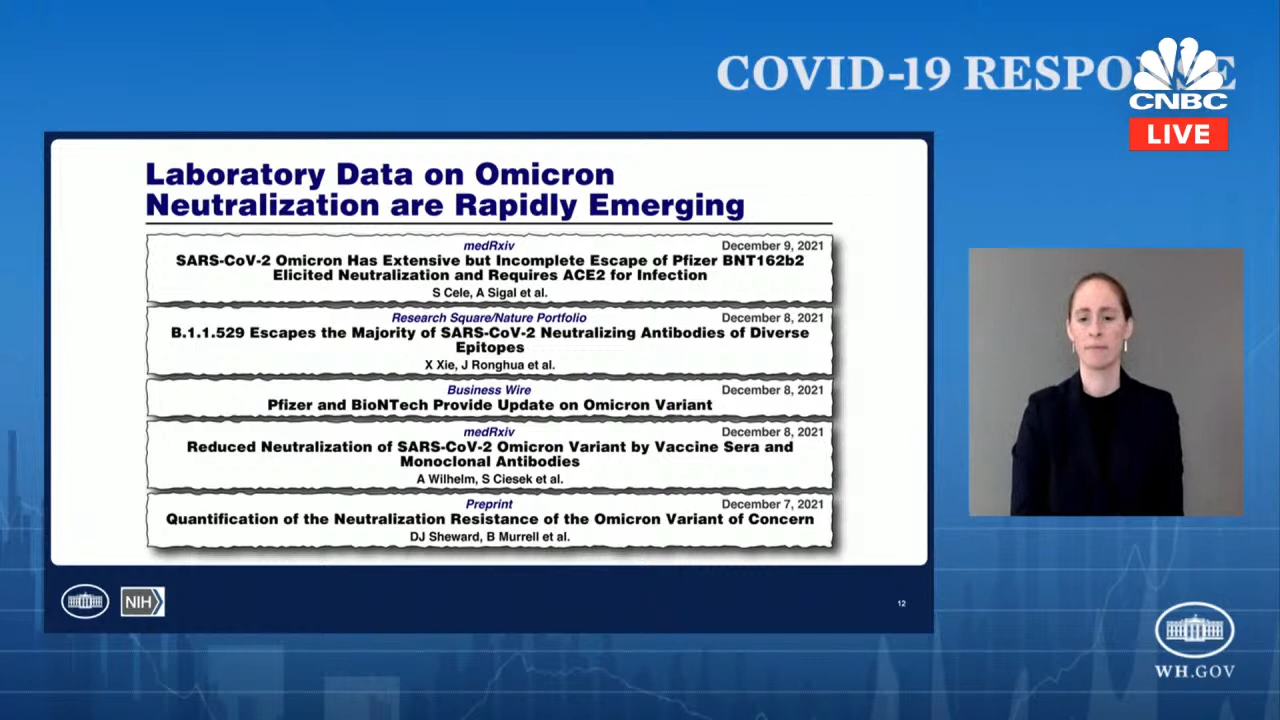 COVID-19 RESPONSE
CNBC
LIVE
Laboratory Data on Omicron
Neutralization are Rapidly Emerging
medRxiv December 9, 2021
SARS-CoV-2 Omicron Has Extensive but Incomplete Escape of Pfizer BNT162b2
Elicited Neutralization and Requires ACE2 for Infection
S Cele, A Sigal et al.
Research Square/Nature Portfolio December 8, 2021
B.1.1.529 Escapes the Majority of SARS-CoV-2 Neutralizing Antibodies of Diverse
Epitopes
X Xie, J Ronghua et al.
Business Wire December 8, 2021
Pfizer and BioNTech Provide Update on Omicron Variant
medRxiv December 8, 2021
Reduced Neutralization of SARS-CoV-2 Omicron Variant by Vaccine Sera and
Monoclonal Antibodies
A Wilhelm, S Ciesek et al.
Preprint December 7, 2021
Quantification of the Neutralization Resistance of the Omicron Variant of Concern
DJ Sheward, B Murrell et al.
NIH
12
WH.GOV